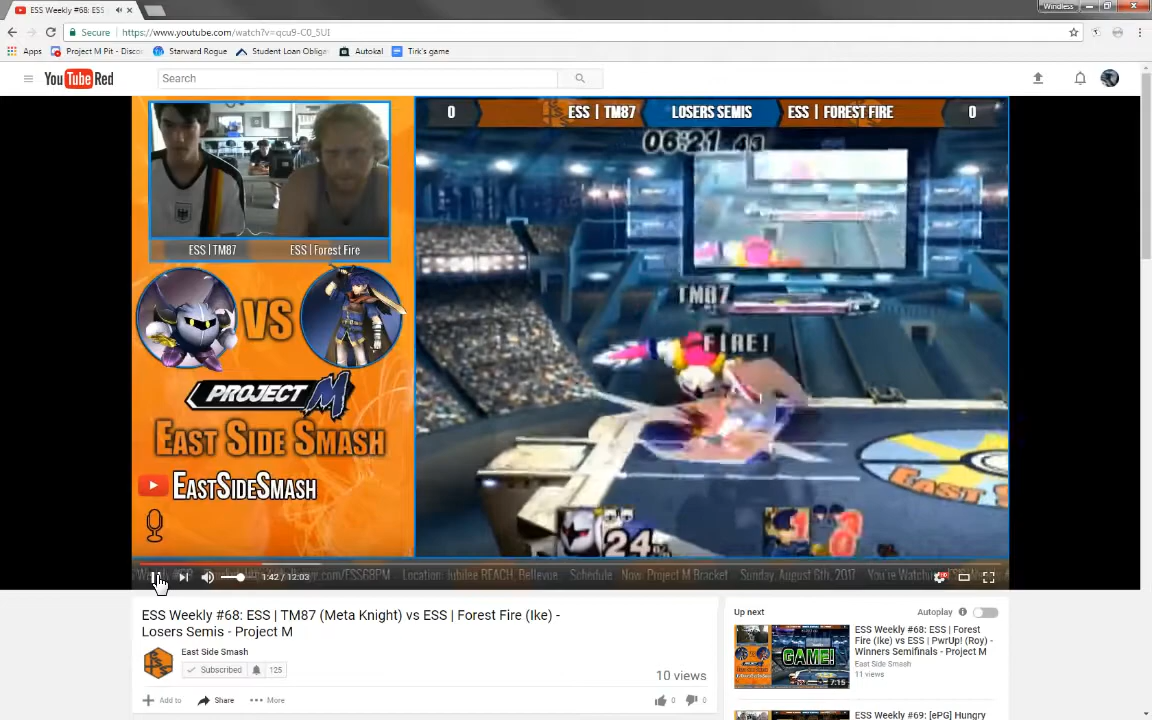 ESS Weekly #68: ESS
Windless
Secure https://www.youtube.com/watch?v=qcu9-C0_5UI
Apps Project M Pit - Disco Starward Rogue Student Loan Oblig Autokal Tirk's game
YouTube Red
Search
0 ESS | TM87 LOSERS SEMIS ESS | FOREST FIRE 0
06:21 43
ESS | TM87 ESS | Forest Fire
TM87
FIRE!
VS
PROJECT M
EAST SIDE SMASH
EASTSIDESMASH
24%
1:42 / 12:03
Location: Jubilee REACH, Bellevue Schedule Now: Project M Bracket Sunday, August 6th, 2017 You're Watch
HD
ESS Weekly #68: ESS | TM87 (Meta Knight) vs ESS | Forest Fire (Ike) -
Losers Semis - Project M
East Side Smash
Subscribed 125
10 views
Add to Share More
0 0
Up next Autoplay
ESS Weekly #68: ESS | Forest
Fire (Ike) vs ESS | PwrUp! (Roy) -
Winners Semifinals - Project M
East Side Smash
11 views
GAME!
7:15
ESS Weekly #69: [ePG] Hungry